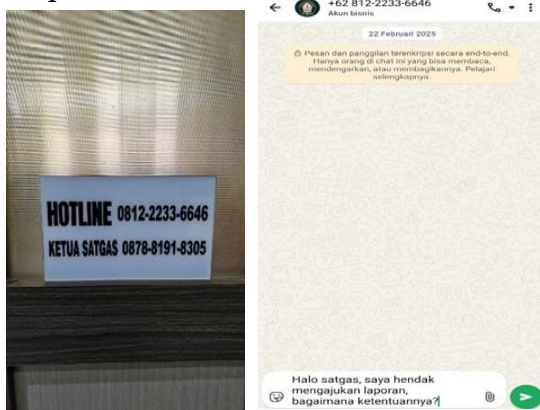 HOTLINE 0812-2233-6646
KETUA SATGAS 0878-8191-8305
+62 812-2233-6646
Akun bisnis
22 Februari 2025
Pesan dan panggilan terenkripsi secara end-to-end.
Hanya orang di chat ini yang bisa membaca,
mendengarkan, atau membagikannya. Pelajari
selengkapnya.
Halo satgas, saya hendak
mengajukan laporan,
bagaimana ketentuannya?